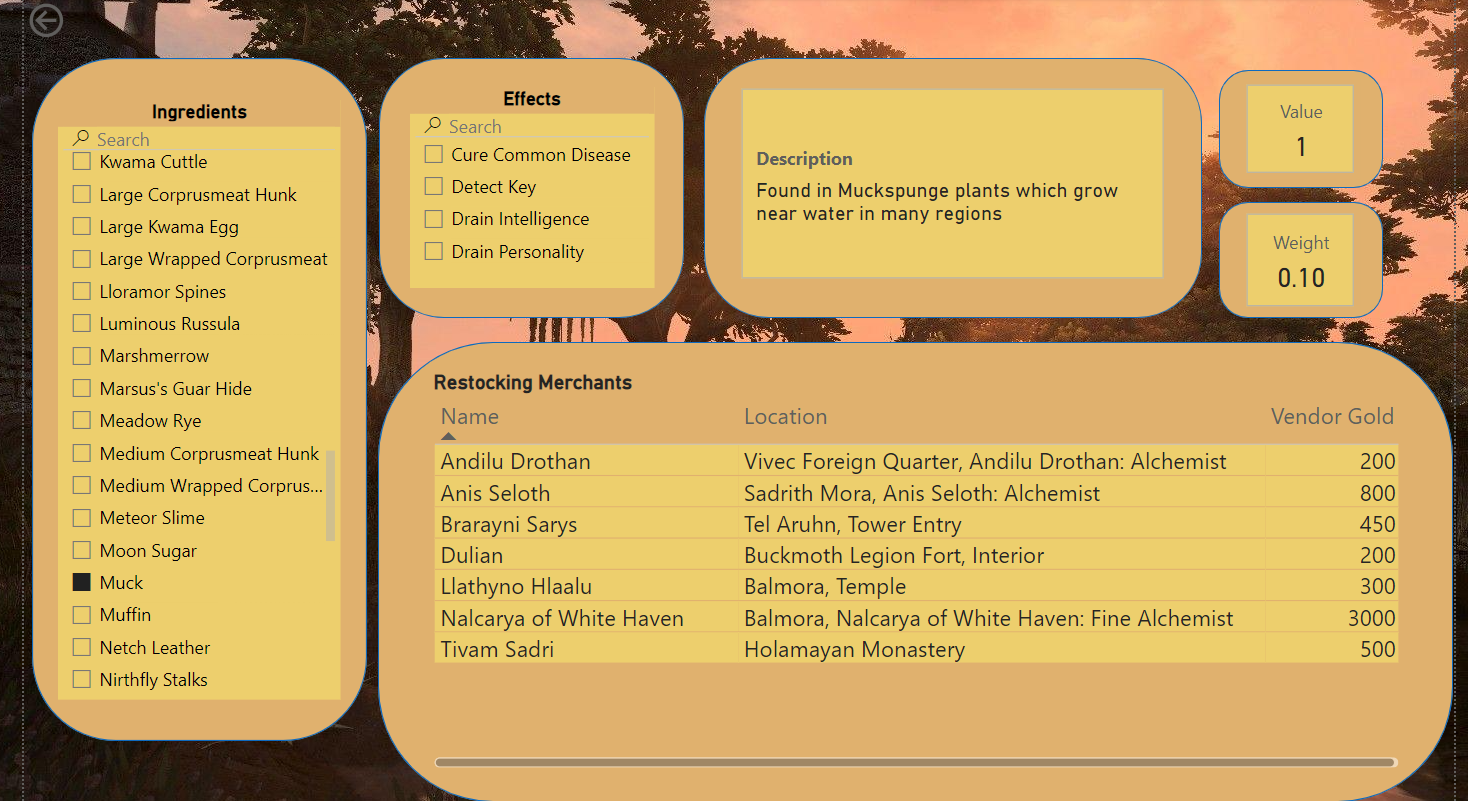 Ingredients
Search
Kwama Cuttle
Large Corprusmeat Hunk
Large Kwama Egg
Large Wrapped Corprusmeat
Lloramor Spines
Luminous Russula
Marshmerrow
Marsus's Guar Hide
Meadow Rye
Medium Corprusmeat Hunk
Medium Wrapped Corprus...
Meteor Slime
Moon Sugar
Muck
Muffin
Netch Leather
Nirthfly Stalks
Effects
Search
Cure Common Disease
Detect Key
Drain Intelligence
Drain Personality
Description
Found in Muckspunge plants which grow
near water in many regions
Value
1
Weight
0.10
Restocking Merchants
Name Location Vendor Gold
Andilu Drothan Vivec Foreign Quarter, Andilu Drothan: Alchemist 200
Anis Seloth Sadrith Mora, Anis Seloth: Alchemist 800
Brarayni Sarys Tel Aruhn, Tower Entry 450
Dulian Buckmoth Legion Fort, Interior 200
Llathyno Hlaalu Balmora, Temple 300
Nalcarya of White Haven Balmora, Nalcarya of White Haven: Fine Alchemist 3000
Tivam Sadri Holamayan Monastery 500